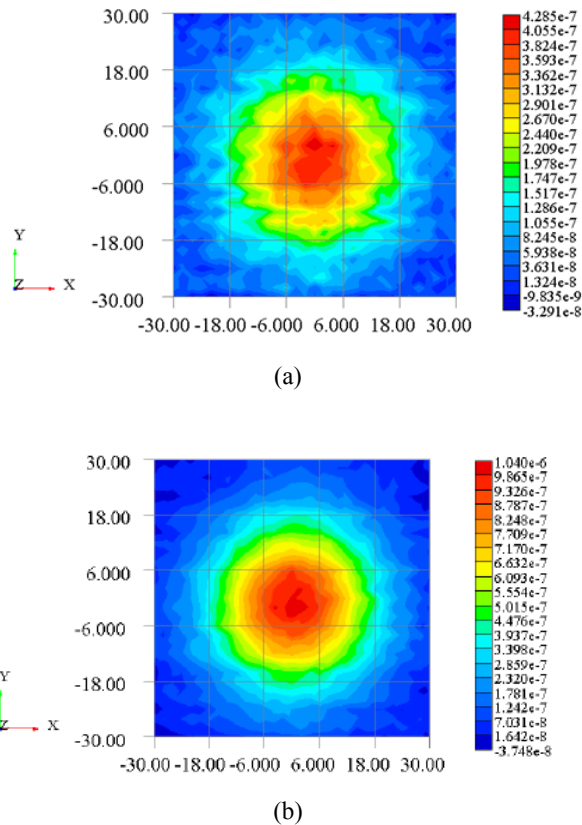 30.00
18.00
6.000
-6.000
-18.00
-30.00
-30.00 -18.00 -6.000 6.000 18.00 30.00
Y
Z X
4.285e-7
4.055e-7
3.824e-7
3.593e-7
3.362e-7
3.132e-7
2.901e-7
2.670e-7
2.440e-7
2.209e-7
1.978e-7
1.747e-7
1.517e-7
1.286e-7
1.055e-7
8.245e-8
5.938e-8
3.631e-8
1.324e-8
-9.835e-9
-3.291e-8
(a)
30.00
18.00
6.000
-6.000
-18.00
-30.00
-30.00 -18.00 -6.000 6.000 18.00 30.00
Y
Z X
1.040e-6
9.865e-7
9.326e-7
8.787e-7
8.248e-7
7.709e-7
7.170e-7
6.632e-7
6.093e-7
5.554e-7
5.015e-7
4.476e-7
3.937e-7
3.398e-7
2.859e-7
2.320e-7
1.781e-7
1.242e-7
7.031e-8
1.642e-8
-3.748e-8
(b)